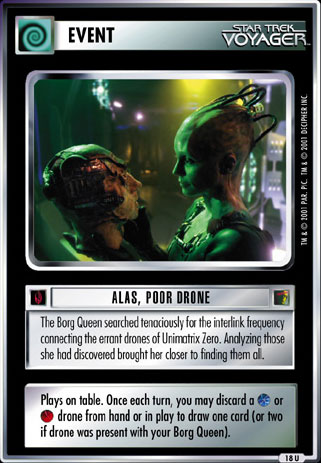 EVENT
STAR TREK
VOYAGER™
TM & © 2001 PAR. P.C. TM & © 2001 DECIPHER INC.
ALAS, POOR DRONE
The Borg Queen searched tenaciously for the interlink frequency
connecting the errant drones of Unimatrix Zero. Analyzing those
she had discovered brought her closer to finding them all.
Plays on table. Once each turn, you may discard a or
drone from hand or in play to draw one card (or two
if drone was present with your Borg Queen).
18 U